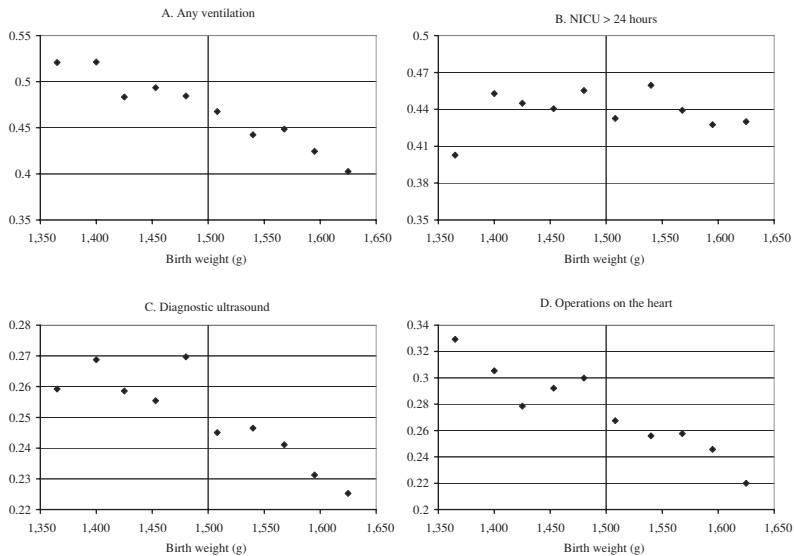 A. Any ventilation
0.55
0.5
0.45
0.4
0.35
1,350 1,400 1,450 1,500 1,550 1,600 1,650
Birth weight (g)
B. NICU > 24 hours
0.5
0.47
0.44
0.41
0.38
0.35
1,350 1,400 1,450 1,500 1,550 1,600 1,650
Birth weight (g)
C. Diagnostic ultrasound
0.28
0.27
0.26
0.25
0.24
0.23
0.22
1,350 1,400 1,450 1,500 1,550 1,600 1,650
Birth weight (g)
D. Operations on the heart
0.34
0.32
0.3
0.28
0.26
0.24
0.22
0.2
1,350 1,400 1,450 1,500 1,550 1,600 1,650
Birth weight (g)